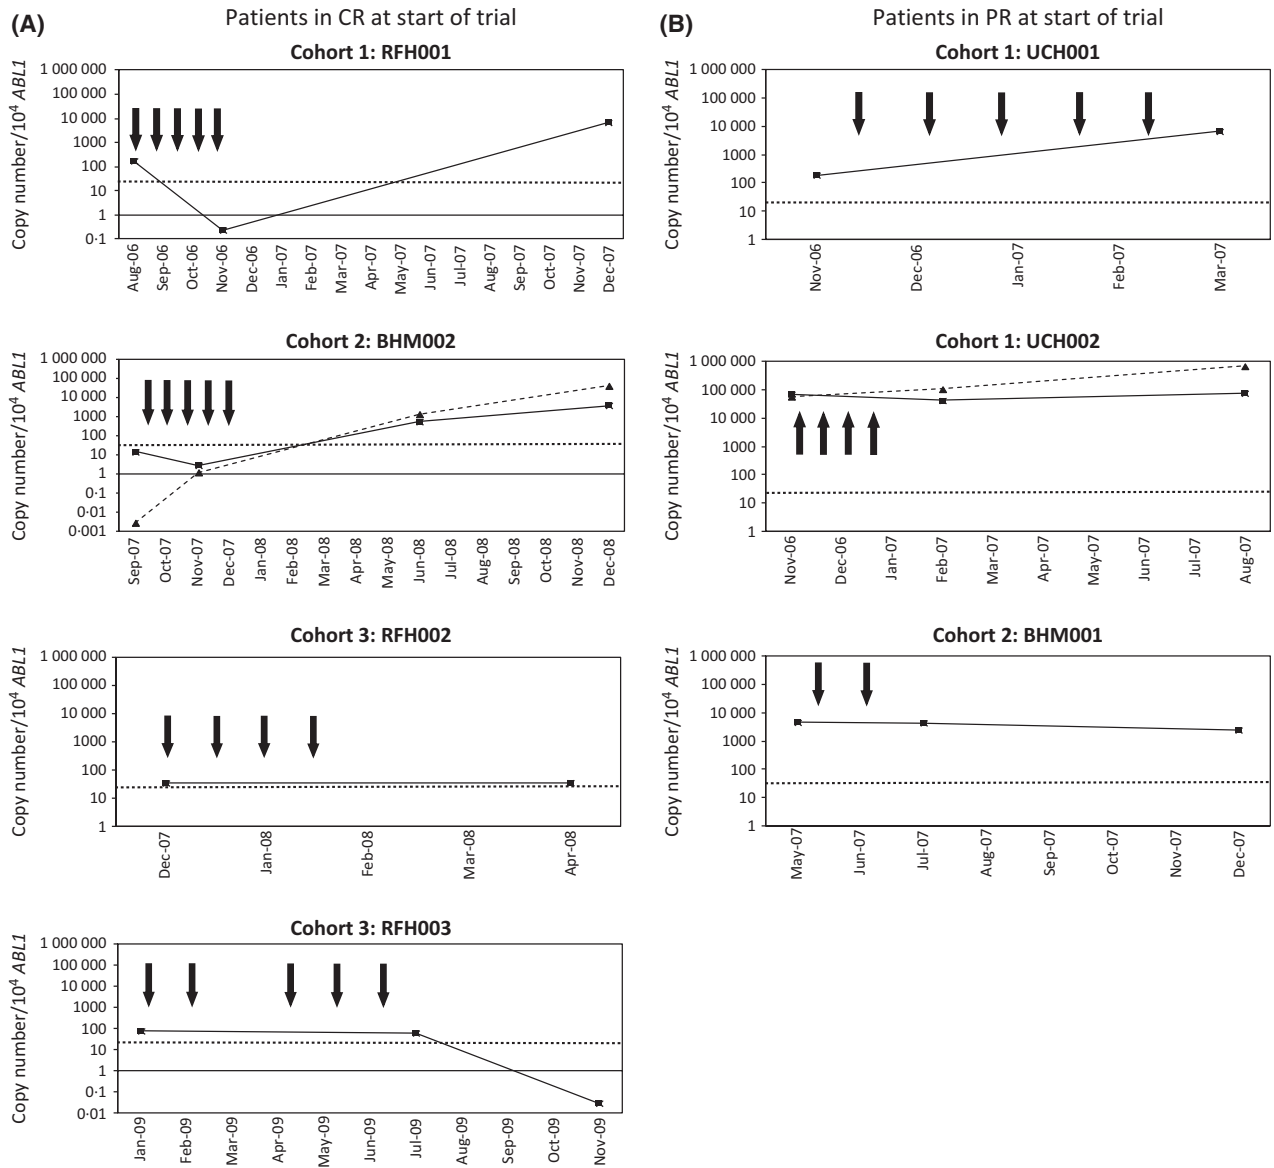 (A)
Patients in CR at start of trial
Cohort 1: RFH001
Copy number/10⁴ ABL1
1 000 000
100 000
10 000
1000
100
10
1
0·1
Aug-06
Sep-06
Oct-06
Nov-06
Dec-06
Jan-07
Feb-07
Mar-07
Apr-07
May-07
Jun-07
Jul-07
Aug-07
Sep-07
Oct-07
Nov-07
Dec-07
Cohort 2: BHM002
Copy number/10⁴ ABL1
1 000 000
100 000
10 000
1000
100
10
1
0·1
0·01
0·001
Sep-07
Oct-07
Nov-07
Dec-07
Jan-08
Feb-08
Mar-08
Apr-08
May-08
Jun-08
Jul-08
Aug-08
Sep-08
Oct-08
Nov-08
Dec-08
Cohort 3: RFH002
Copy number/10⁴ ABL1
1 000 000
100 000
10 000
1000
100
10
1
Dec-07
Jan-08
Feb-08
Mar-08
Apr-08
Cohort 3: RFH003
Copy number/10⁴ ABL1
1 000 000
100 000
10 000
1000
100
10
1
0·1
0·01
Jan-09
Feb-09
Mar-09
Apr-09
May-09
Jun-09
Jul-09
Aug-09
Sep-09
Oct-09
Nov-09
(B)
Patients in PR at start of trial
Cohort 1: UCH001
Copy number/10⁴ ABL1
1 000 000
100 000
10 000
1000
100
10
1
Nov-06
Dec-06
Jan-07
Feb-07
Mar-07
Cohort 1: UCH002
Copy number/10⁴ ABL1
1 000 000
100 000
10 000
1000
100
10
1
Nov-06
Dec-06
Jan-07
Feb-07
Mar-07
Apr-07
May-07
Jun-07
Jul-07
Aug-07
Cohort 2: BHM001
Copy number/10⁴ ABL1
1 000 000
100 000
10 000
1000
100
10
1
May-07
Jun-07
Jul-07
Aug-07
Sep-07
Oct-07
Nov-07
Dec-07